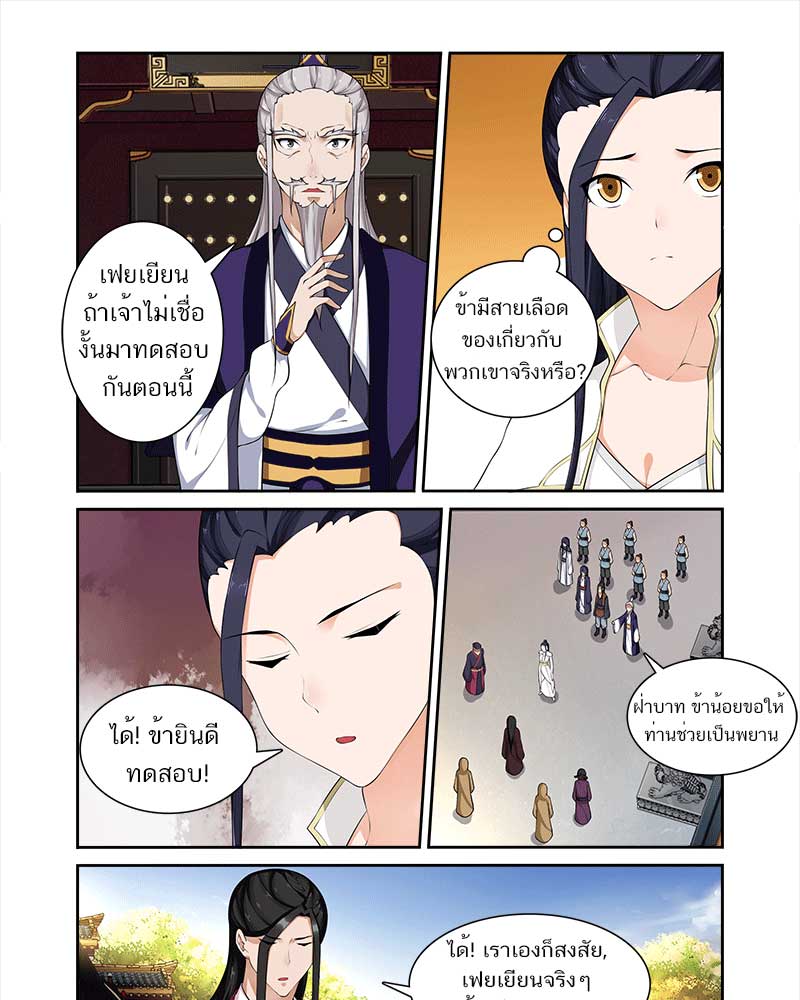 เฟยเยียน
ถ้าเจ้าไม่เชื่อ
งั้นมาทดสอบ
กันตอนนี้
ข้ามีสายเลือด
ของเกี่ยวกับ
พวกเขาจริงหรือ?
ได้! ข้ายินดี
ทดสอบ!
ฝ่าบาท ข้าน้อยขอให้
ท่านช่วยเป็นพยาน
ได้! เราเองก็สงสัย,
เฟยเยียนจริงๆ